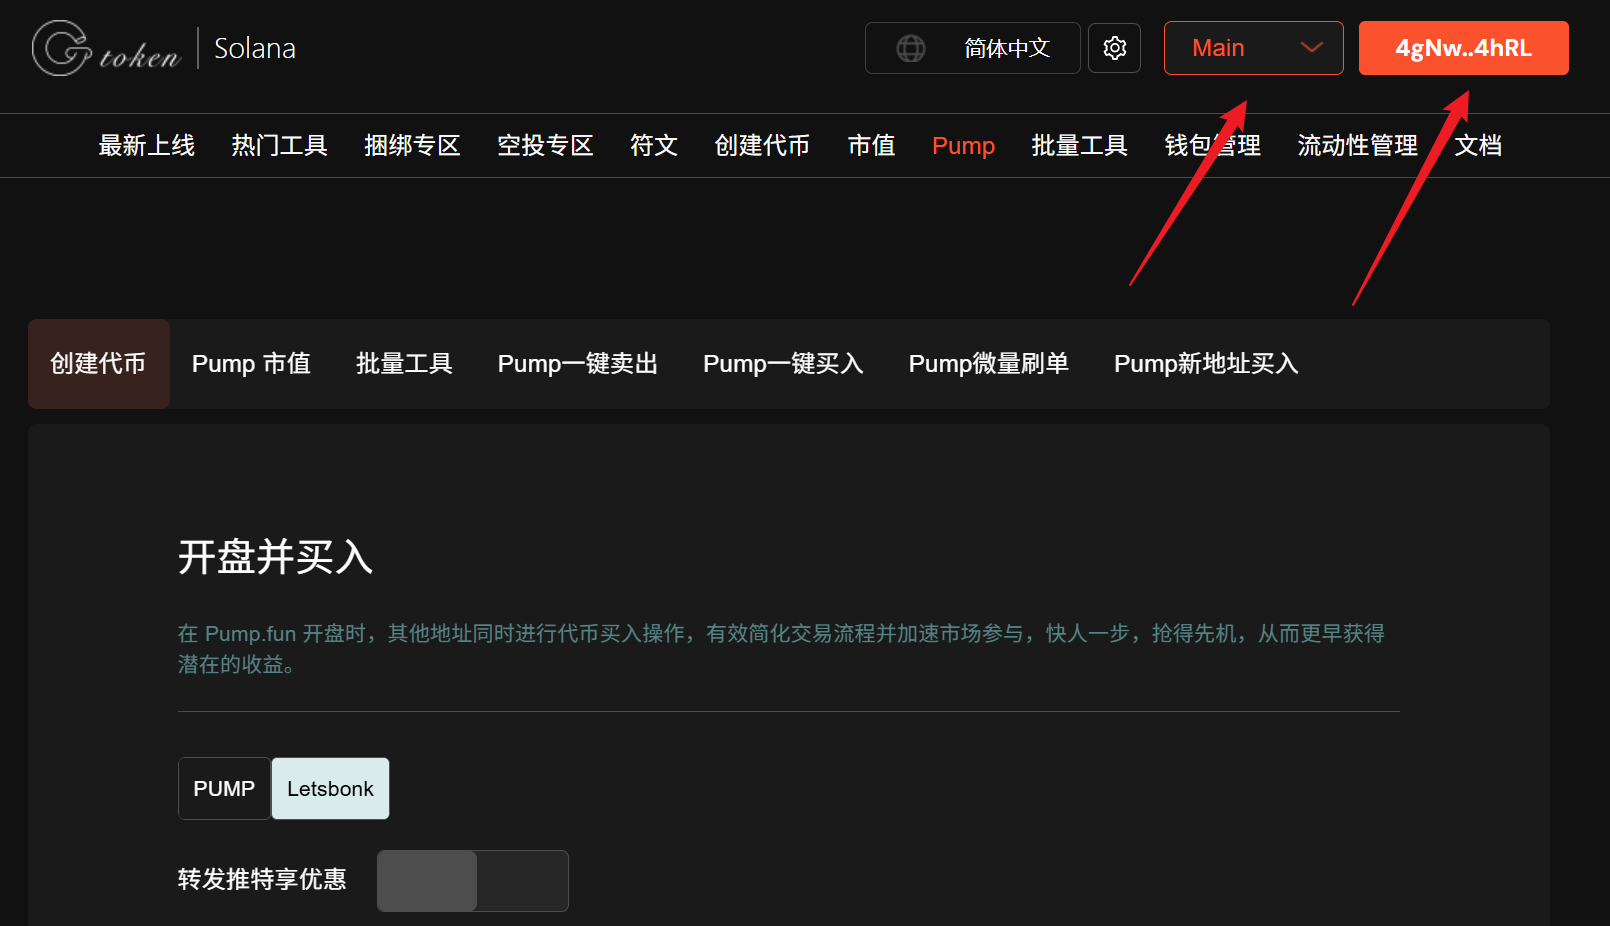 Gtoken | Solana
简体中文
Main
4gNw..4hRL
最新上线 热门工具 捆绑专区 空投专区 符文 创建代币 市值 Pump 批量工具 钱包管理 流动性管理 文档
创建代币 Pump 市值 批量工具 Pump一键卖出 Pump一键买入 Pump微量刷单 Pump新地址买入
开盘并买入
在 Pump.fun 开盘时，其他地址同时进行代币买入操作，有效简化交易流程并加速市场参与，快人一步，抢得先机，从而更早获得
潜在的收益。
PUMP Letsbonk
转发推特享优惠